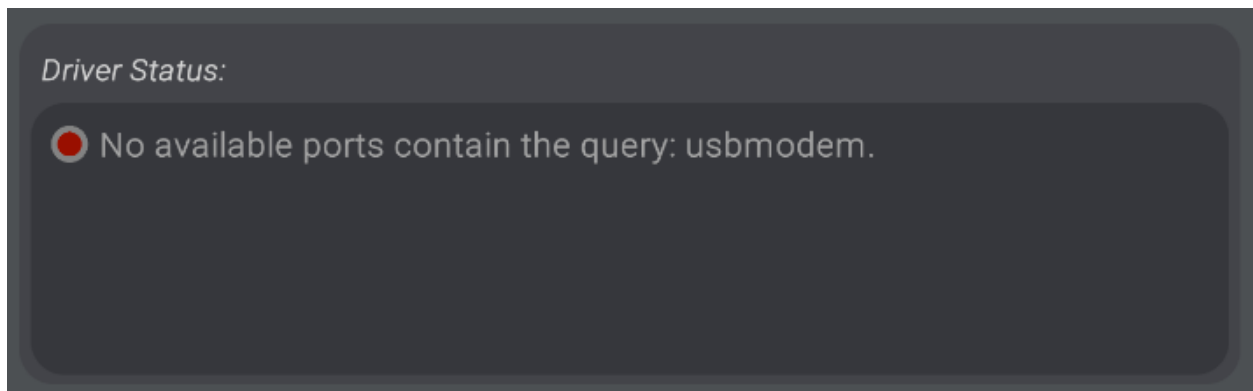 Driver Status:
No available ports contain the query: usbmodem.